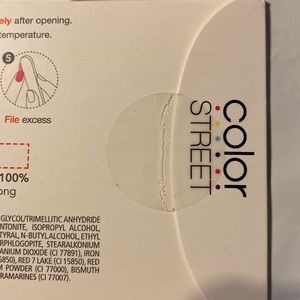 ely after opening.
temperature.
5
File excess
100%
ong
GLYCOL/TRIMELLITIC ANHYDRIDE
NTONITE, ISOPROPYL ALCOHOL,
TYRAL, N-BUTYL ALCOHOL, ETHYL
RPHLOGOPITE, STEARALKONIUM
ANIUM DIOXIDE (CI 77891), IRON
5850), RED 7 LAKE (CI 15850), RED
M POWDER (CI 77000), BISMUTH
RAMARINES (CI 77007).
color
STREET